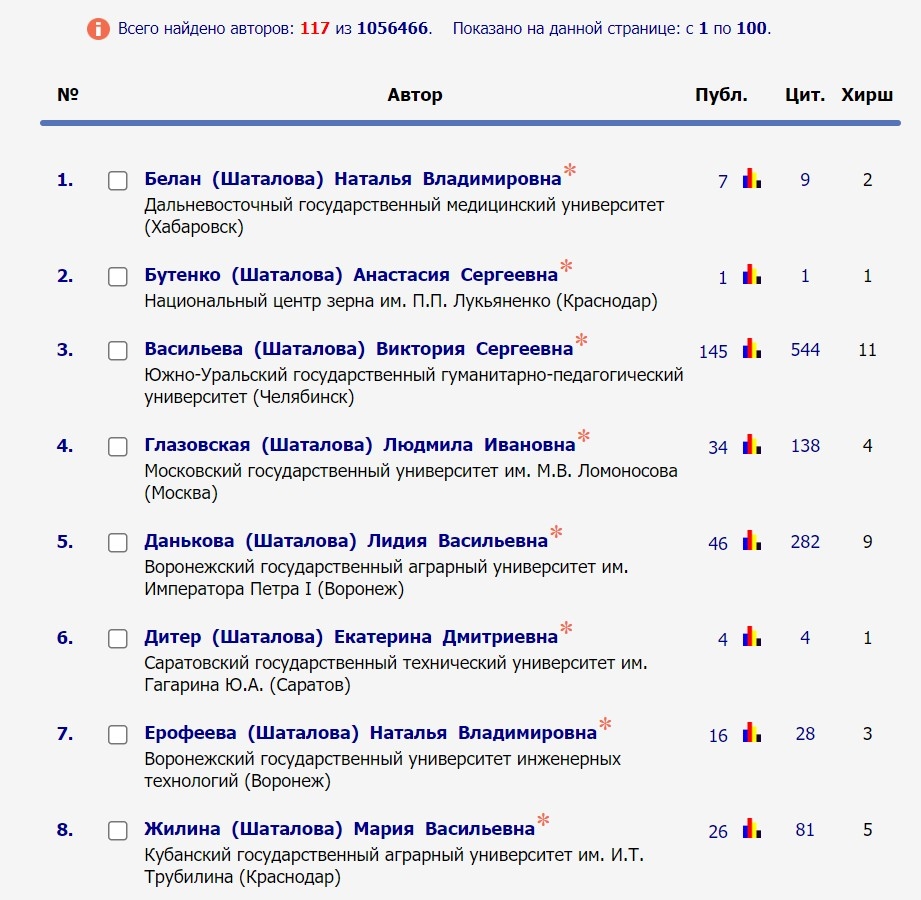 Всего найдено авторов: 117 из 1056466. Показано на данной странице: с 1 по 100.
№ Автор Публ. Цит. Хирш
1. Белан (Шаталова) Наталья Владимировна* 7 9 2
Дальневосточный государственный медицинский университет
(Хабаровск)
2. Бутенко (Шаталова) Анастасия Сергеевна* 1 1 1
Национальный центр зерна им. П.П. Лукьяненко (Краснодар)
3. Васильева (Шаталова) Виктория Сергеевна* 145 544 11
Южно-Уральский государственный гуманитарно-педагогический
университет (Челябинск)
4. Глазовская (Шаталова) Людмила Ивановна* 34 138 4
Московский государственный университет им. М.В. Ломоносова
(Москва)
5. Данькова (Шаталова) Лидия Васильевна* 46 282 9
Воронежский государственный аграрный университет им.
Императора Петра I (Воронеж)
6. Дитер (Шаталова) Екатерина Дмитриевна* 4 4 1
Саратовский государственный технический университет им.
Гагарина Ю.А. (Саратов)
7. Ерофеева (Шаталова) Наталья Владимировна* 16 28 3
Воронежский государственный университет инженерных
технологий (Воронеж)
8. Жилина (Шаталова) Мария Васильевна* 26 81 5
Кубанский государственный аграрный университет им. И.Т.
Трубилина (Краснодар)